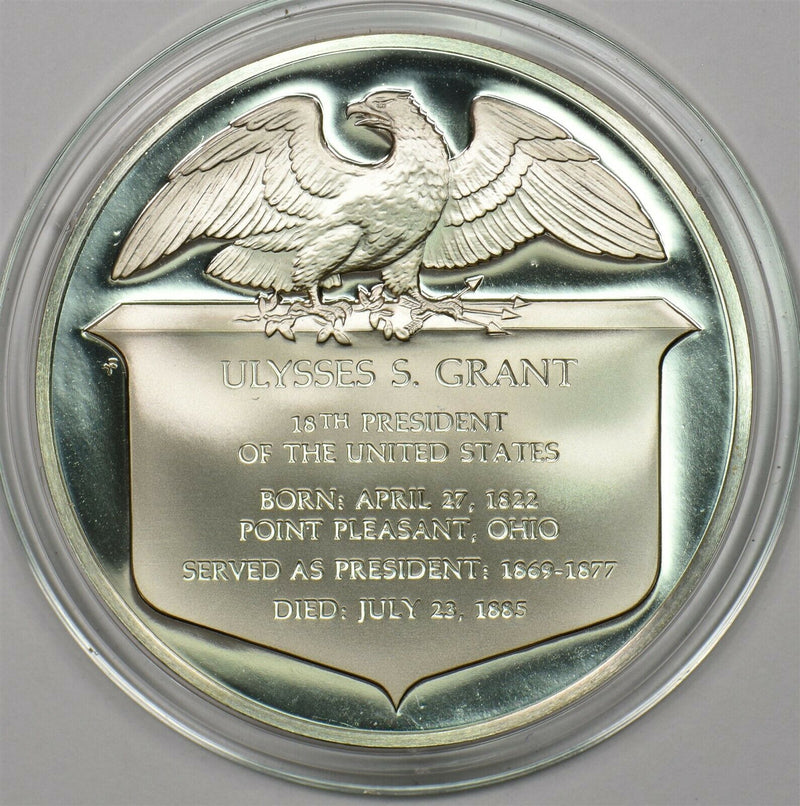 ULYSSES S. GRANT
18TH PRESIDENT
OF THE UNITED STATES
BORN: APRIL 27, 1822
POINT PLEASANT, OHIO
SERVED AS PRESIDENT: 1869-1877
DIED: JULY 23, 1885